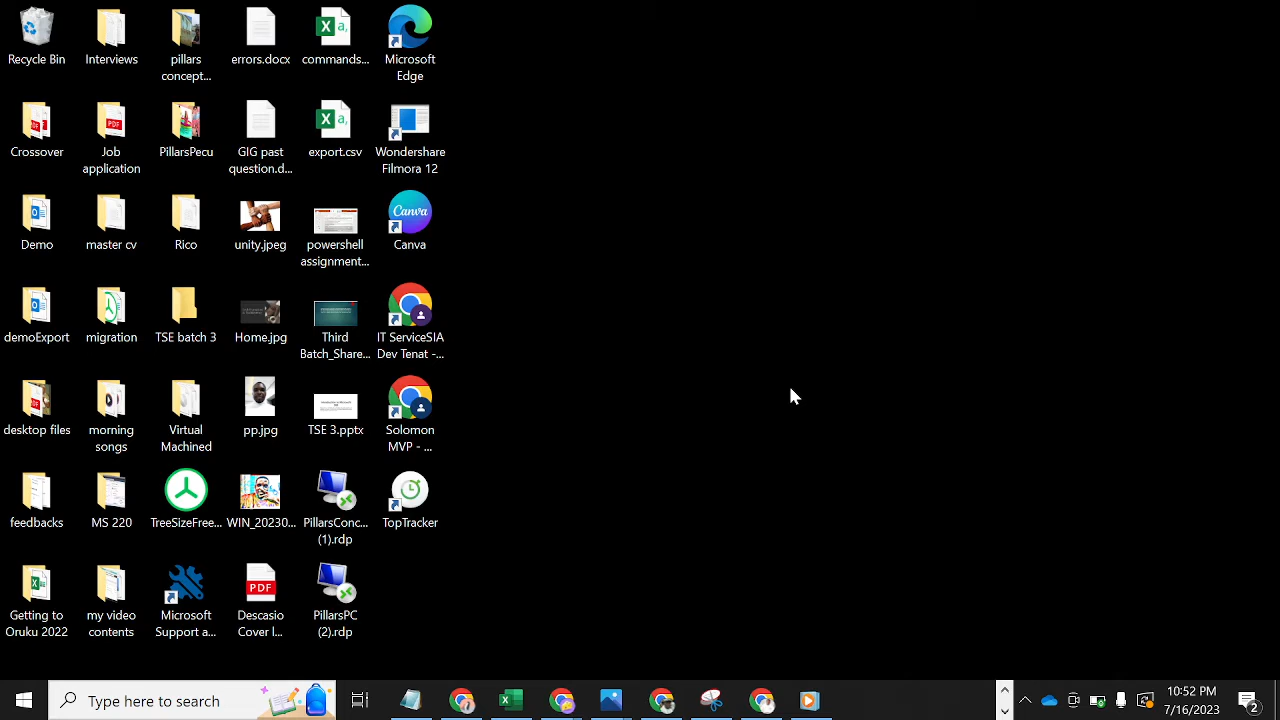 Recycle Bin
Interviews
pillars
concept...
errors.docx
commands...
Microsoft
Edge
Crossover
Job
application
PillarsPecu
GIG past
question.d...
export.csv
Wondershare
Filmora 12
Demo
master cv
Rico
unity.jpeg
powershell
assignment...
Canva
Canva
demoExport
migration
TSE batch 3
Home.jpg
Third
Batch_Share...
IT ServiceSIA
Dev Tenat -...
desktop files
morning
songs
Virtual
Machined
pp.jpg
TSE 3.pptx
Solomon
MVP - ...
feedbacks
MS 220
TreeSizeFree...
WIN_20230...
PillarsConc...
(1).rdp
TopTracker
Getting to
Oruku 2022
my video
contents
Microsoft
Support a...
PDF
Descasio
Cover l...
PillarsPC
(2).rdp
Type here to search
10:52 PM
7/16/2023
2